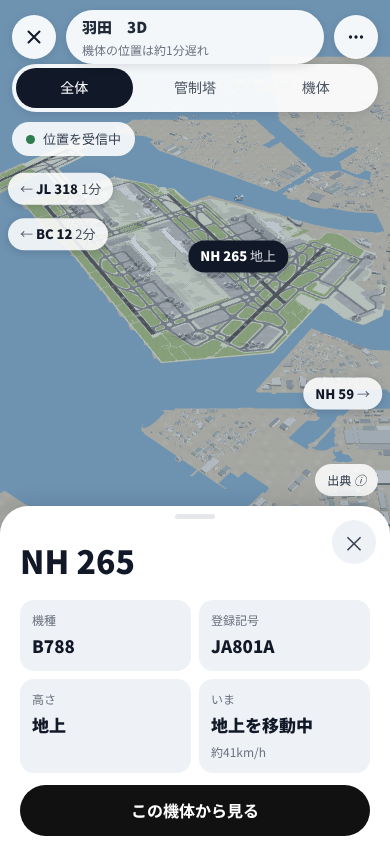 羽田　3D
機体の位置は約1分遅れ
全体
管制塔
機体
位置を受信中
← JL 318 1分
← BC 12 2分
NH 265 地上
NH 59 →
出典 ⓘ
NH 265
機種
B788
登録記号
JA801A
高さ
地上
いま
地上を移動中
約41km/h
この機体から見る